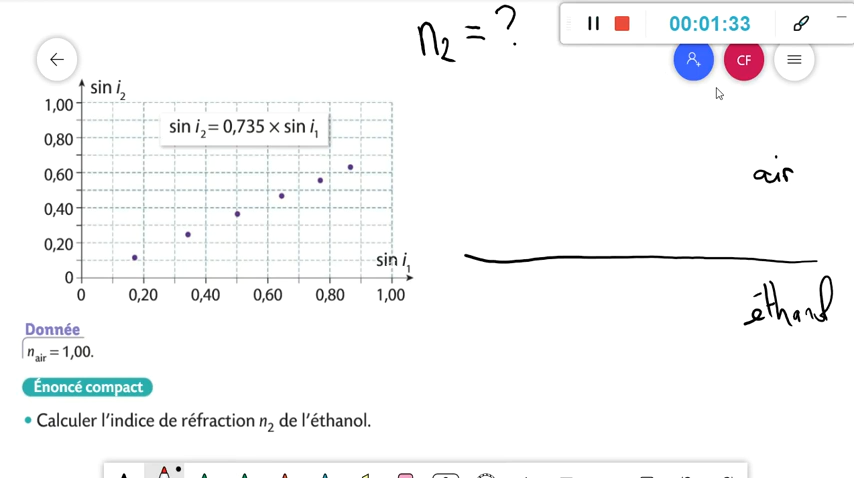 n₂ = ?
00:01:33
CF
sin i₂
1,00
sin i₂ = 0,735 × sin i₁
0,80
air
0,60
0,40
0,20
sin i₁
0
0 0,20 0,40 0,60 0,80 1,00
éthanol
Donnée
nair = 1,00.
Énoncé compact
• Calculer l'indice de réfraction n₂ de l'éthanol.